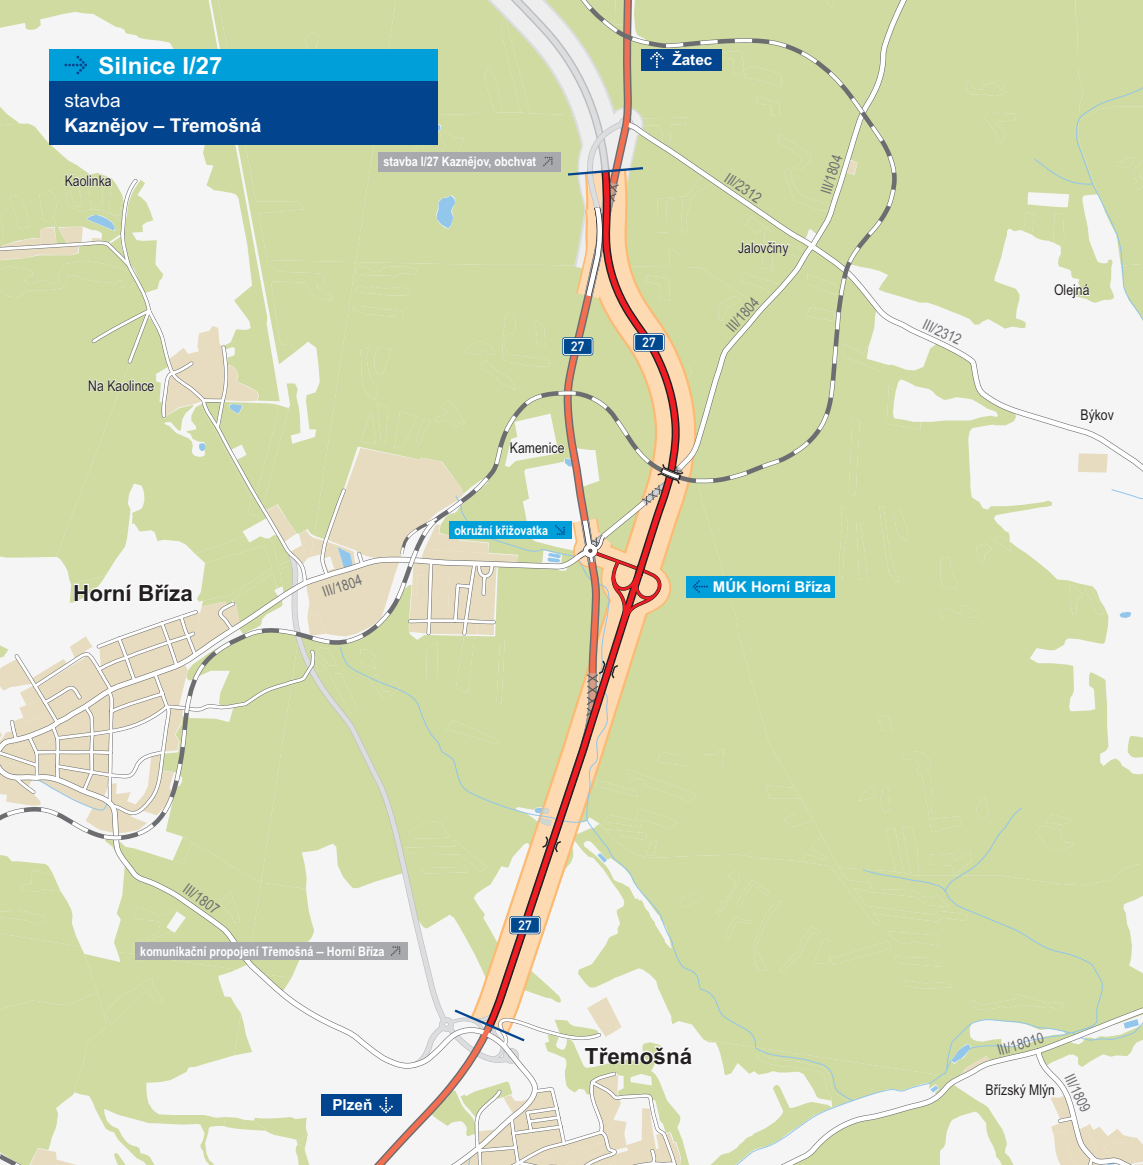 Silnice I/27
stavba
Kaznějov – Třemošná
Žatec
stavba I/27 Kaznějov, obchvat
Kaolinka
III/2312
III/1804
Jalovčiny
Olejná
III/1804
III/2312
27
27
Na Kaolince
Býkov
Kamenice
XXX
okružní křižovatka
MÚK Horní Bříza
Horní Bříza
III/1804
III/1807
27
komunikační propojení Třemošná – Horní Bříza
Třemošná
III/18010
Břízský Mlýn
III/1809
Plzeň